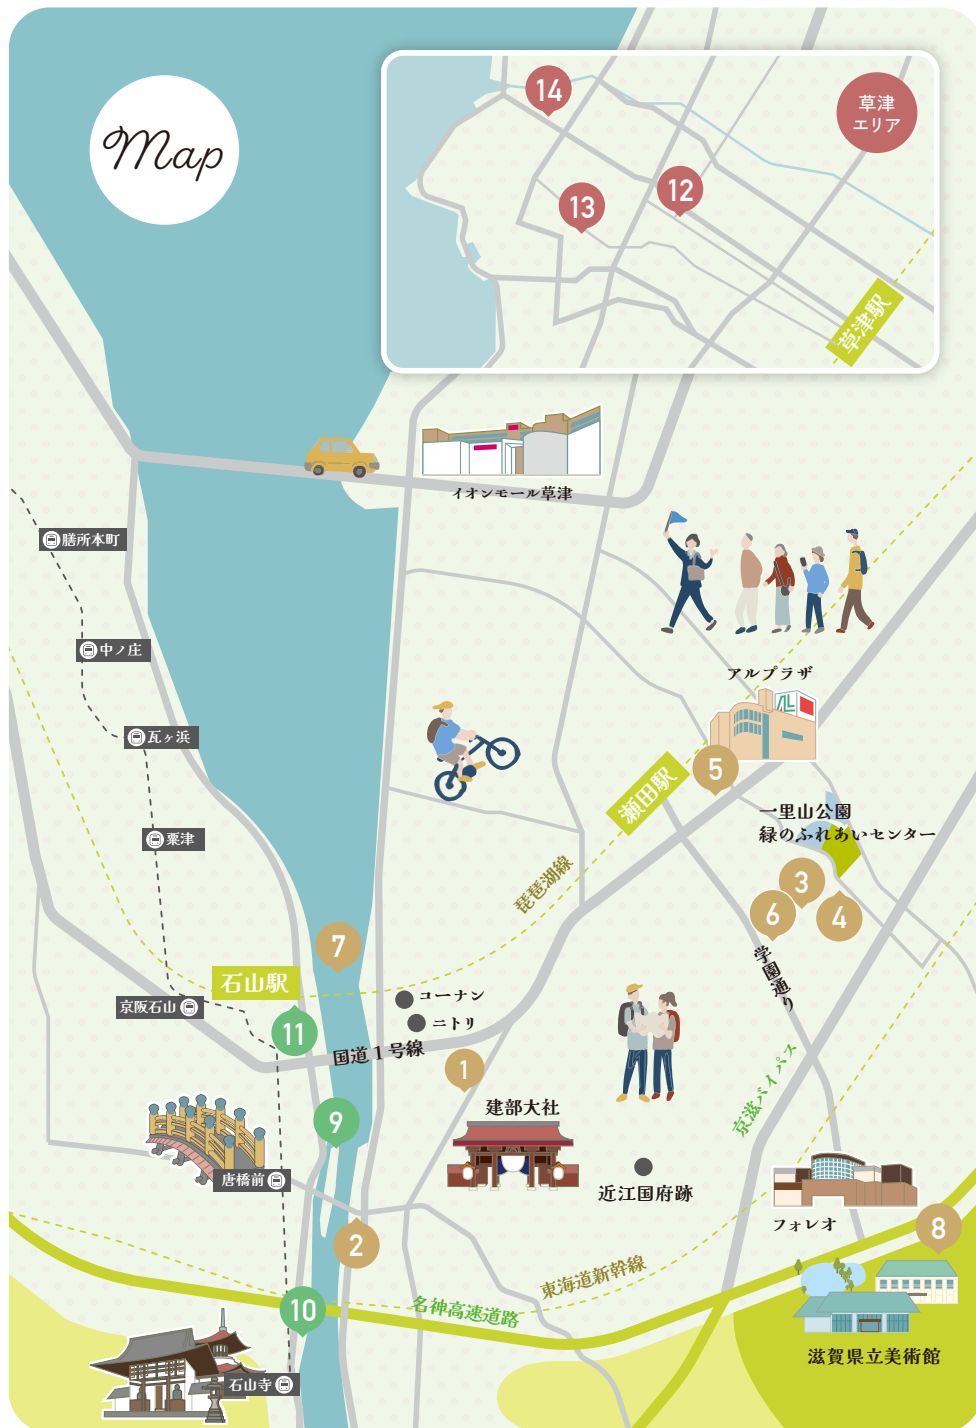 Map
14
草津
エリア
13
12
草津駅
イオンモール草津
膳所本町
中ノ庄
瓦ヶ浜
粟津
アルプラザ
AL
5
瀬田駅
一里山公園
緑のふれあいセンター
3
6
4
琵琶湖線
学園通り
7
石山駅
京阪石山
11
コーナン
ニトリ
国道1号線
1
建部大社
京滋バイパス
9
唐橋前
近江国府跡
フォレオ
2
8
東海道新幹線
名神高速道路
10
滋賀県立美術館
石山寺